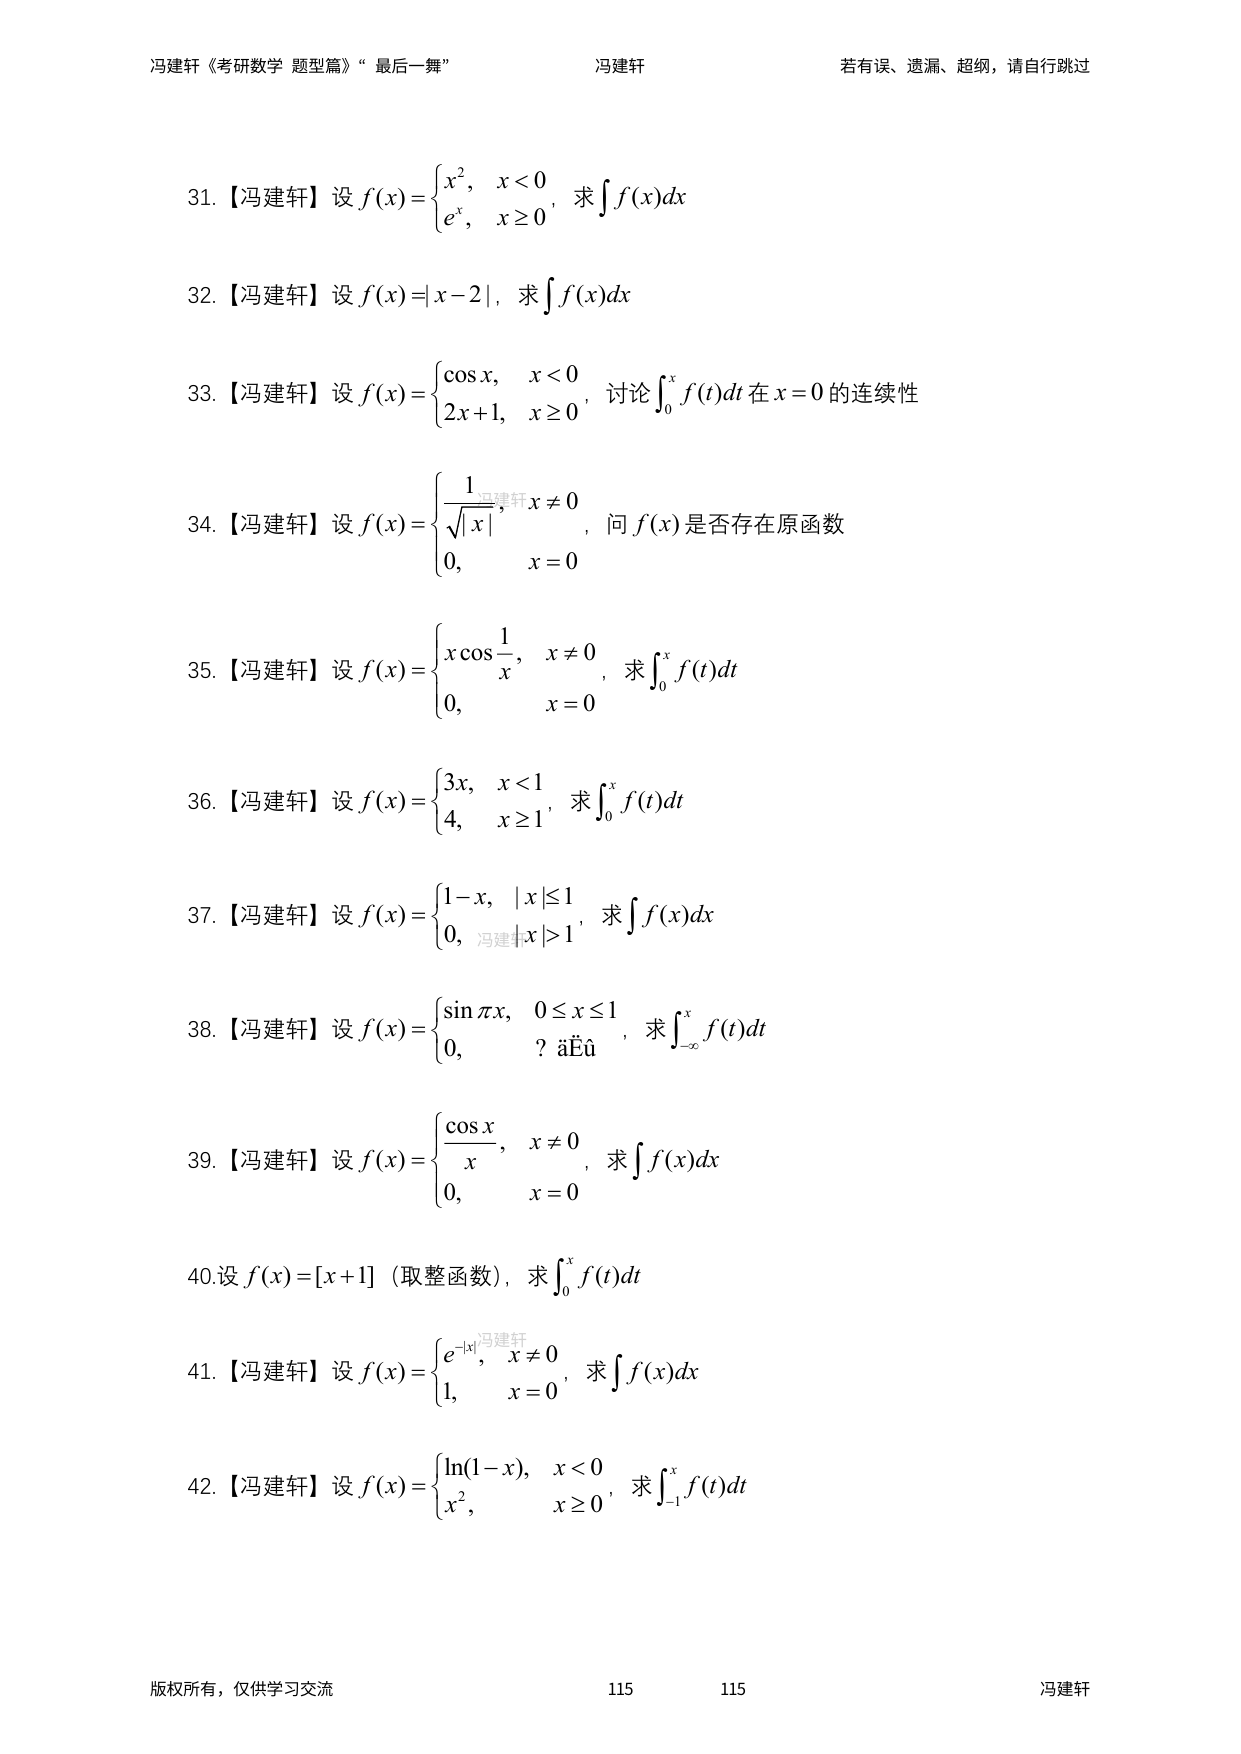 冯建轩《考研数学 题型篇》“ 最后一舞” 冯建轩 若有误、遗漏、超纲，请自行跳过
31.【冯建轩】设 f(x)={x², x<0; eˣ, x≥0，求∫f(x)dx
32.【冯建轩】设 f(x)=|x−2|，求∫f(x)dx
33.【冯建轩】设 f(x)={cos x, x<0; 2x+1, x≥0，讨论∫₀ˣ f(t)dt 在 x=0 的连续性
34.【冯建轩】设 f(x)={1/√|x|, x≠0; 0, x=0，问 f(x) 是否存在原函数
35.【冯建轩】设 f(x)={x cos 1/x, x≠0; 0, x=0，求∫₀ˣ f(t)dt
36.【冯建轩】设 f(x)={3x, x<1; 4, x≥1，求∫₀ˣ f(t)dt
37.【冯建轩】设 f(x)={1−x, |x|≤1; 0, |x|>1，求∫f(x)dx
38.【冯建轩】设 f(x)={sin πx, 0≤x≤1; 0, ? äËû，求∫₋∞ˣ f(t)dt
39.【冯建轩】设 f(x)={cos x/x, x≠0; 0, x=0，求∫f(x)dx
40.设 f(x)=[x+1]（取整函数），求∫₀ˣ f(t)dt
41.【冯建轩】设 f(x)={e^(−|x|), x≠0; 1, x=0，求∫f(x)dx
42.【冯建轩】设 f(x)={ln(1−x), x<0; x², x≥0，求∫₋₁ˣ f(t)dt
冯建轩
冯建轩
冯建轩
版权所有，仅供学习交流 115 115 冯建轩